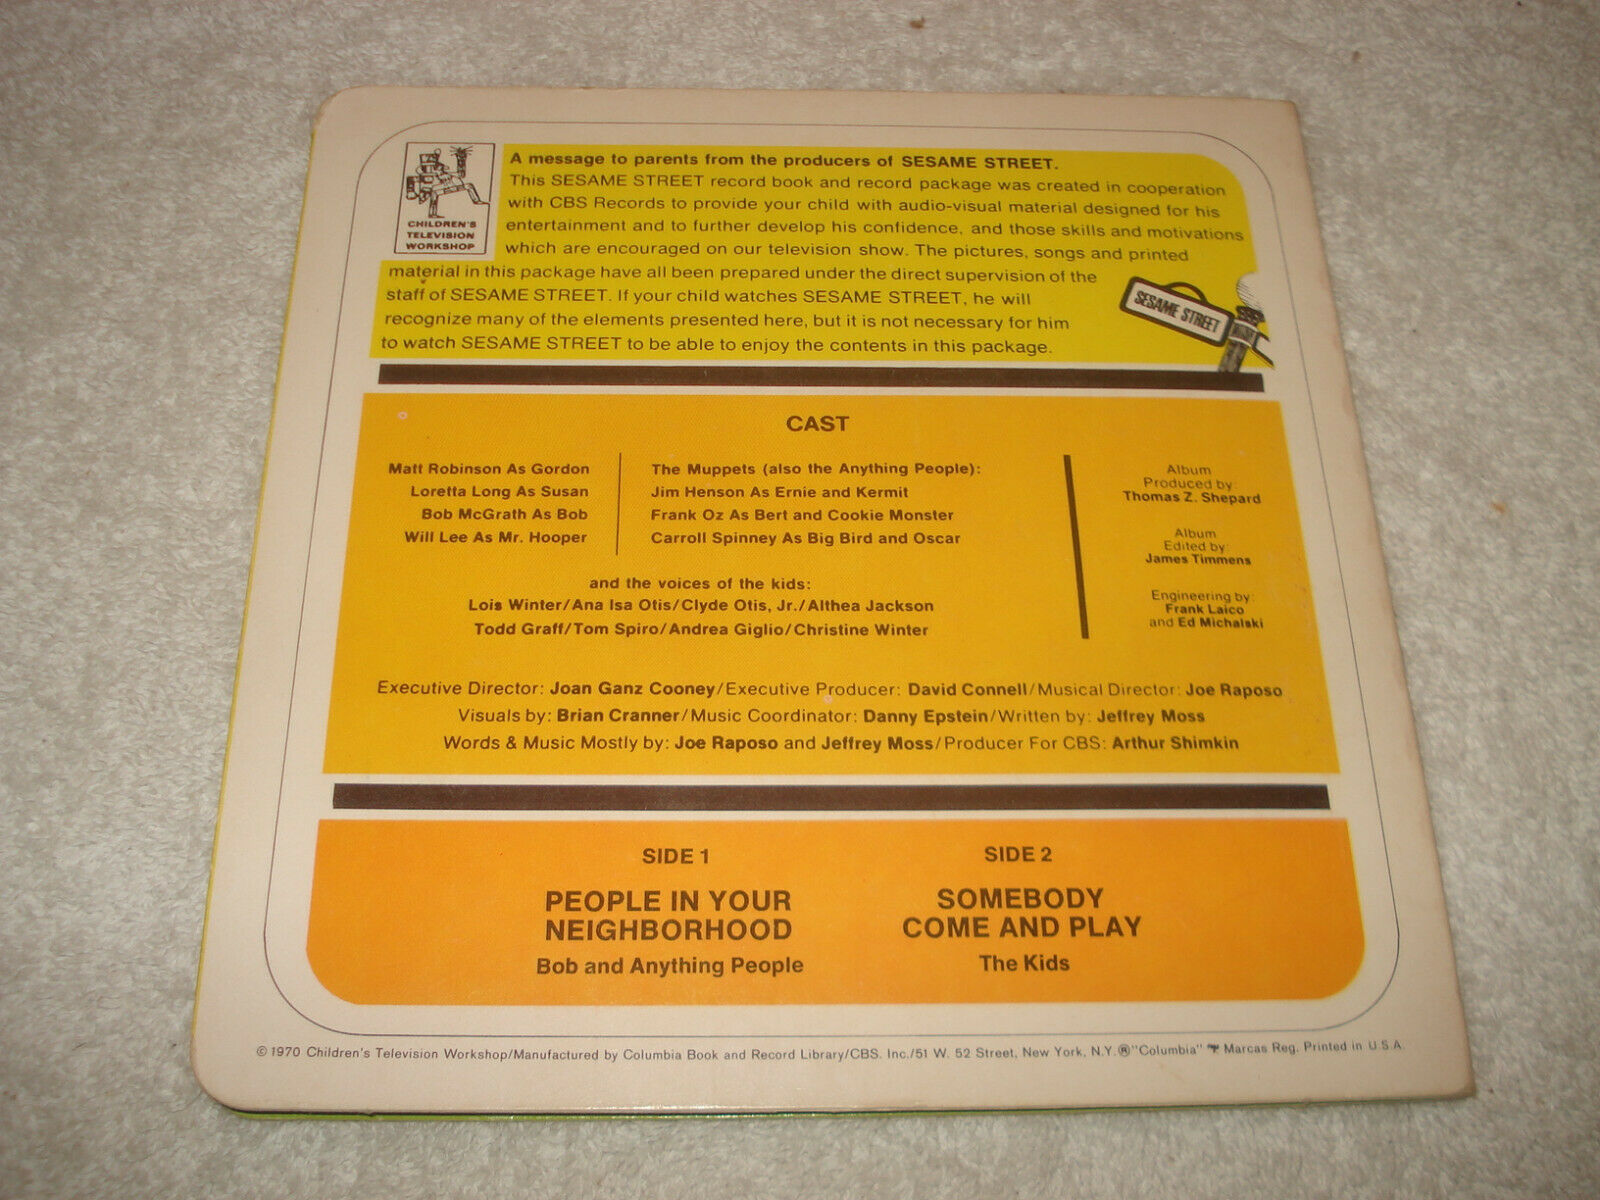 CHILDREN'S
TELEVISION
WORKSHOP
A message to parents from the producers of SESAME STREET.
This SESAME STREET record book and record package was created in cooperation
with CBS Records to provide your child with audio-visual material designed for his
entertainment and to further develop his confidence, and those skills and motivations
which are encouraged on our television show. The pictures, songs and printed
material in this package have all been prepared under the direct supervision of the
staff of SESAME STREET. If your child watches SESAME STREET, he will
recognize many of the elements presented here, but it is not necessary for him
to watch SESAME STREET to be able to enjoy the contents in this package.
SESAME STREET
CAST
Matt Robinson As Gordon
Loretta Long As Susan
Bob McGrath As Bob
Will Lee As Mr. Hooper
The Muppets (also the Anything People):
Jim Henson As Ernie and Kermit
Frank Oz As Bert and Cookie Monster
Carroll Spinney As Big Bird and Oscar
and the voices of the kids:
Lois Winter/Ana Isa Otis/Clyde Otis, Jr./Althea Jackson
Todd Graff/Tom Spiro/Andrea Giglio/Christine Winter
Album
Produced by:
Thomas Z. Shepard
Album
Edited by:
James Timmens
Engineering by:
Frank Laico
and Ed Michalski
Executive Director: Joan Ganz Cooney/Executive Producer: David Connell/Musical Director: Joe Raposo
Visuals by: Brian Cranner/Music Coordinator: Danny Epstein/Written by: Jeffrey Moss
Words & Music Mostly by: Joe Raposo and Jeffrey Moss/Producer For CBS: Arthur Shimkin
SIDE 1
PEOPLE IN YOUR
NEIGHBORHOOD
Bob and Anything People
SIDE 2
SOMEBODY
COME AND PLAY
The Kids
© 1970 Children's Television Workshop/Manufactured by Columbia Book and Record Library/CBS. Inc./51 W. 52 Street, New York, N.Y.® "Columbia" Marcas Reg. Printed in U.S.A.